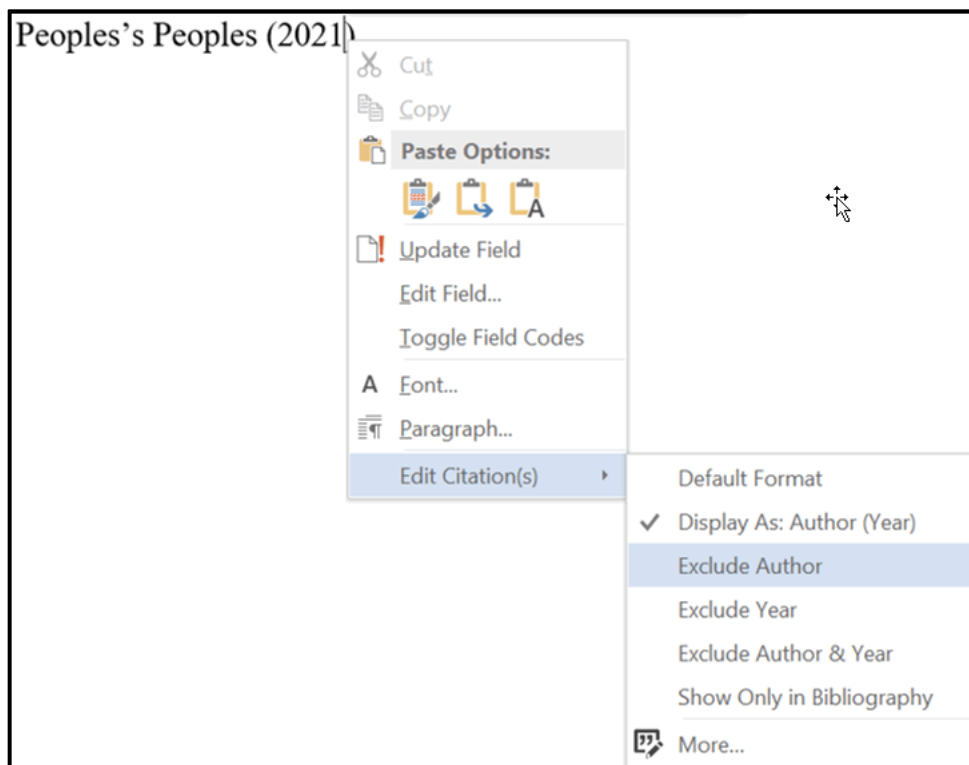 Peoples’s Peoples (2021)
Cut
Copy
Paste Options:
A
Update Field
Edit Field...
Toggle Field Codes
A Font...
Paragraph...
Edit Citation(s)
Default Format
Display As: Author (Year)
Exclude Author
Exclude Year
Exclude Author & Year
Show Only in Bibliography
More...